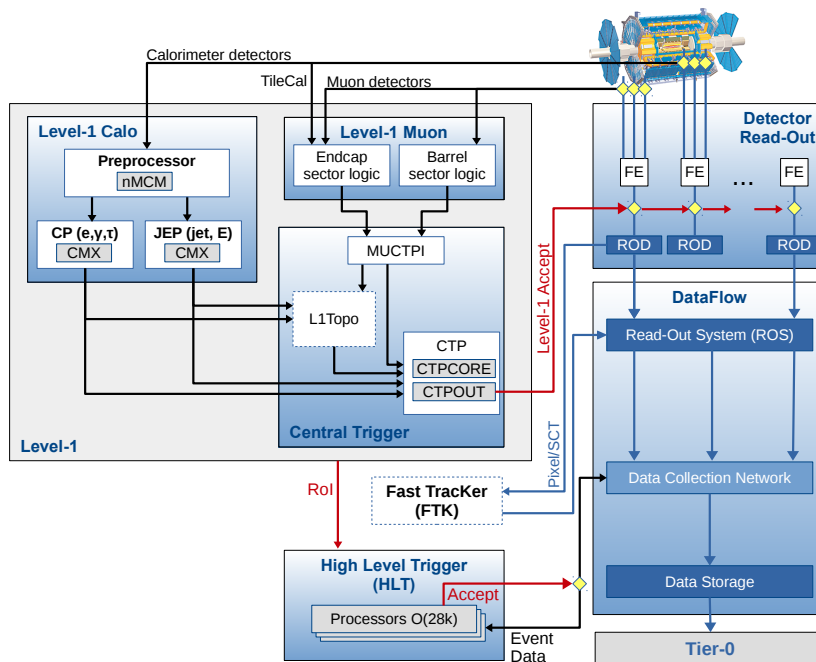 Calorimeter detectors
TileCal
Muon detectors
Level-1 Calo
Preprocessor
nMCM
CP (e,γ,τ)
CMX
JEP (jet, E)
CMX
Level-1 Muon
Endcap
sector logic
Barrel
sector logic
MUCTPI
L1Topo
CTP
CTPCORE
CTPOUT
Central Trigger
Level-1
Level-1 Accept
Detector
Read-Out
FE
FE
...
FE
ROD
ROD
ROD
DataFlow
Read-Out System (ROS)
Data Collection Network
Data Storage
Tier-0
Pixel/SCT
RoI
Fast TracKer
(FTK)
High Level Trigger
(HLT)
Accept
Processors O(28k)
Event
Data